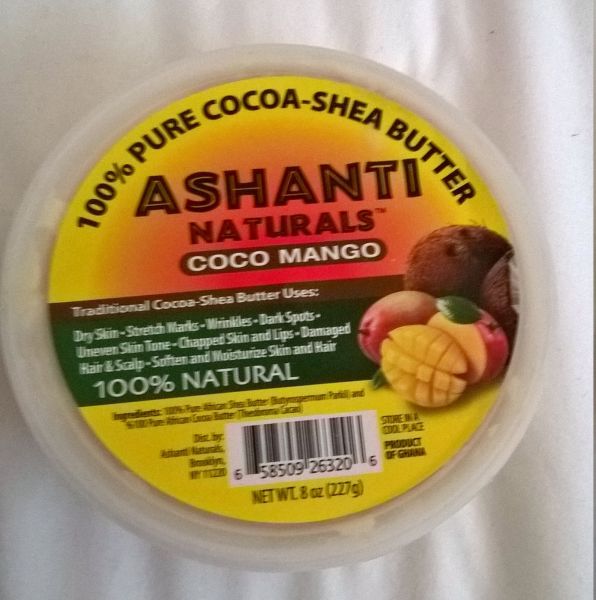 100% PURE COCOA-SHEA BUTTER
ASHANTI
NATURALS™
COCO MANGO
Traditional Cocoa-Shea Butter Uses:
Dry Skin - Stretch Marks - Wrinkles - Dark Spots -
Uneven Skin Tone - Chapped Skin and Lips - Damaged
Hair & Scalp - Soften and Moisturize Skin and Hair
100% NATURAL
Ingredients: 100% Pure African Shea Butter (Butyrospermum Parkii) and
%100 Pure African Cocoa Butter (Theobroma Cacao)
Dist. by:
Ashanti Naturals,
Brooklyn,
NY 11220
STORE IN A
COOL PLACE
PRODUCT
OF GHANA
6 58509 26320 6
NET WT. 8 oz (227g)